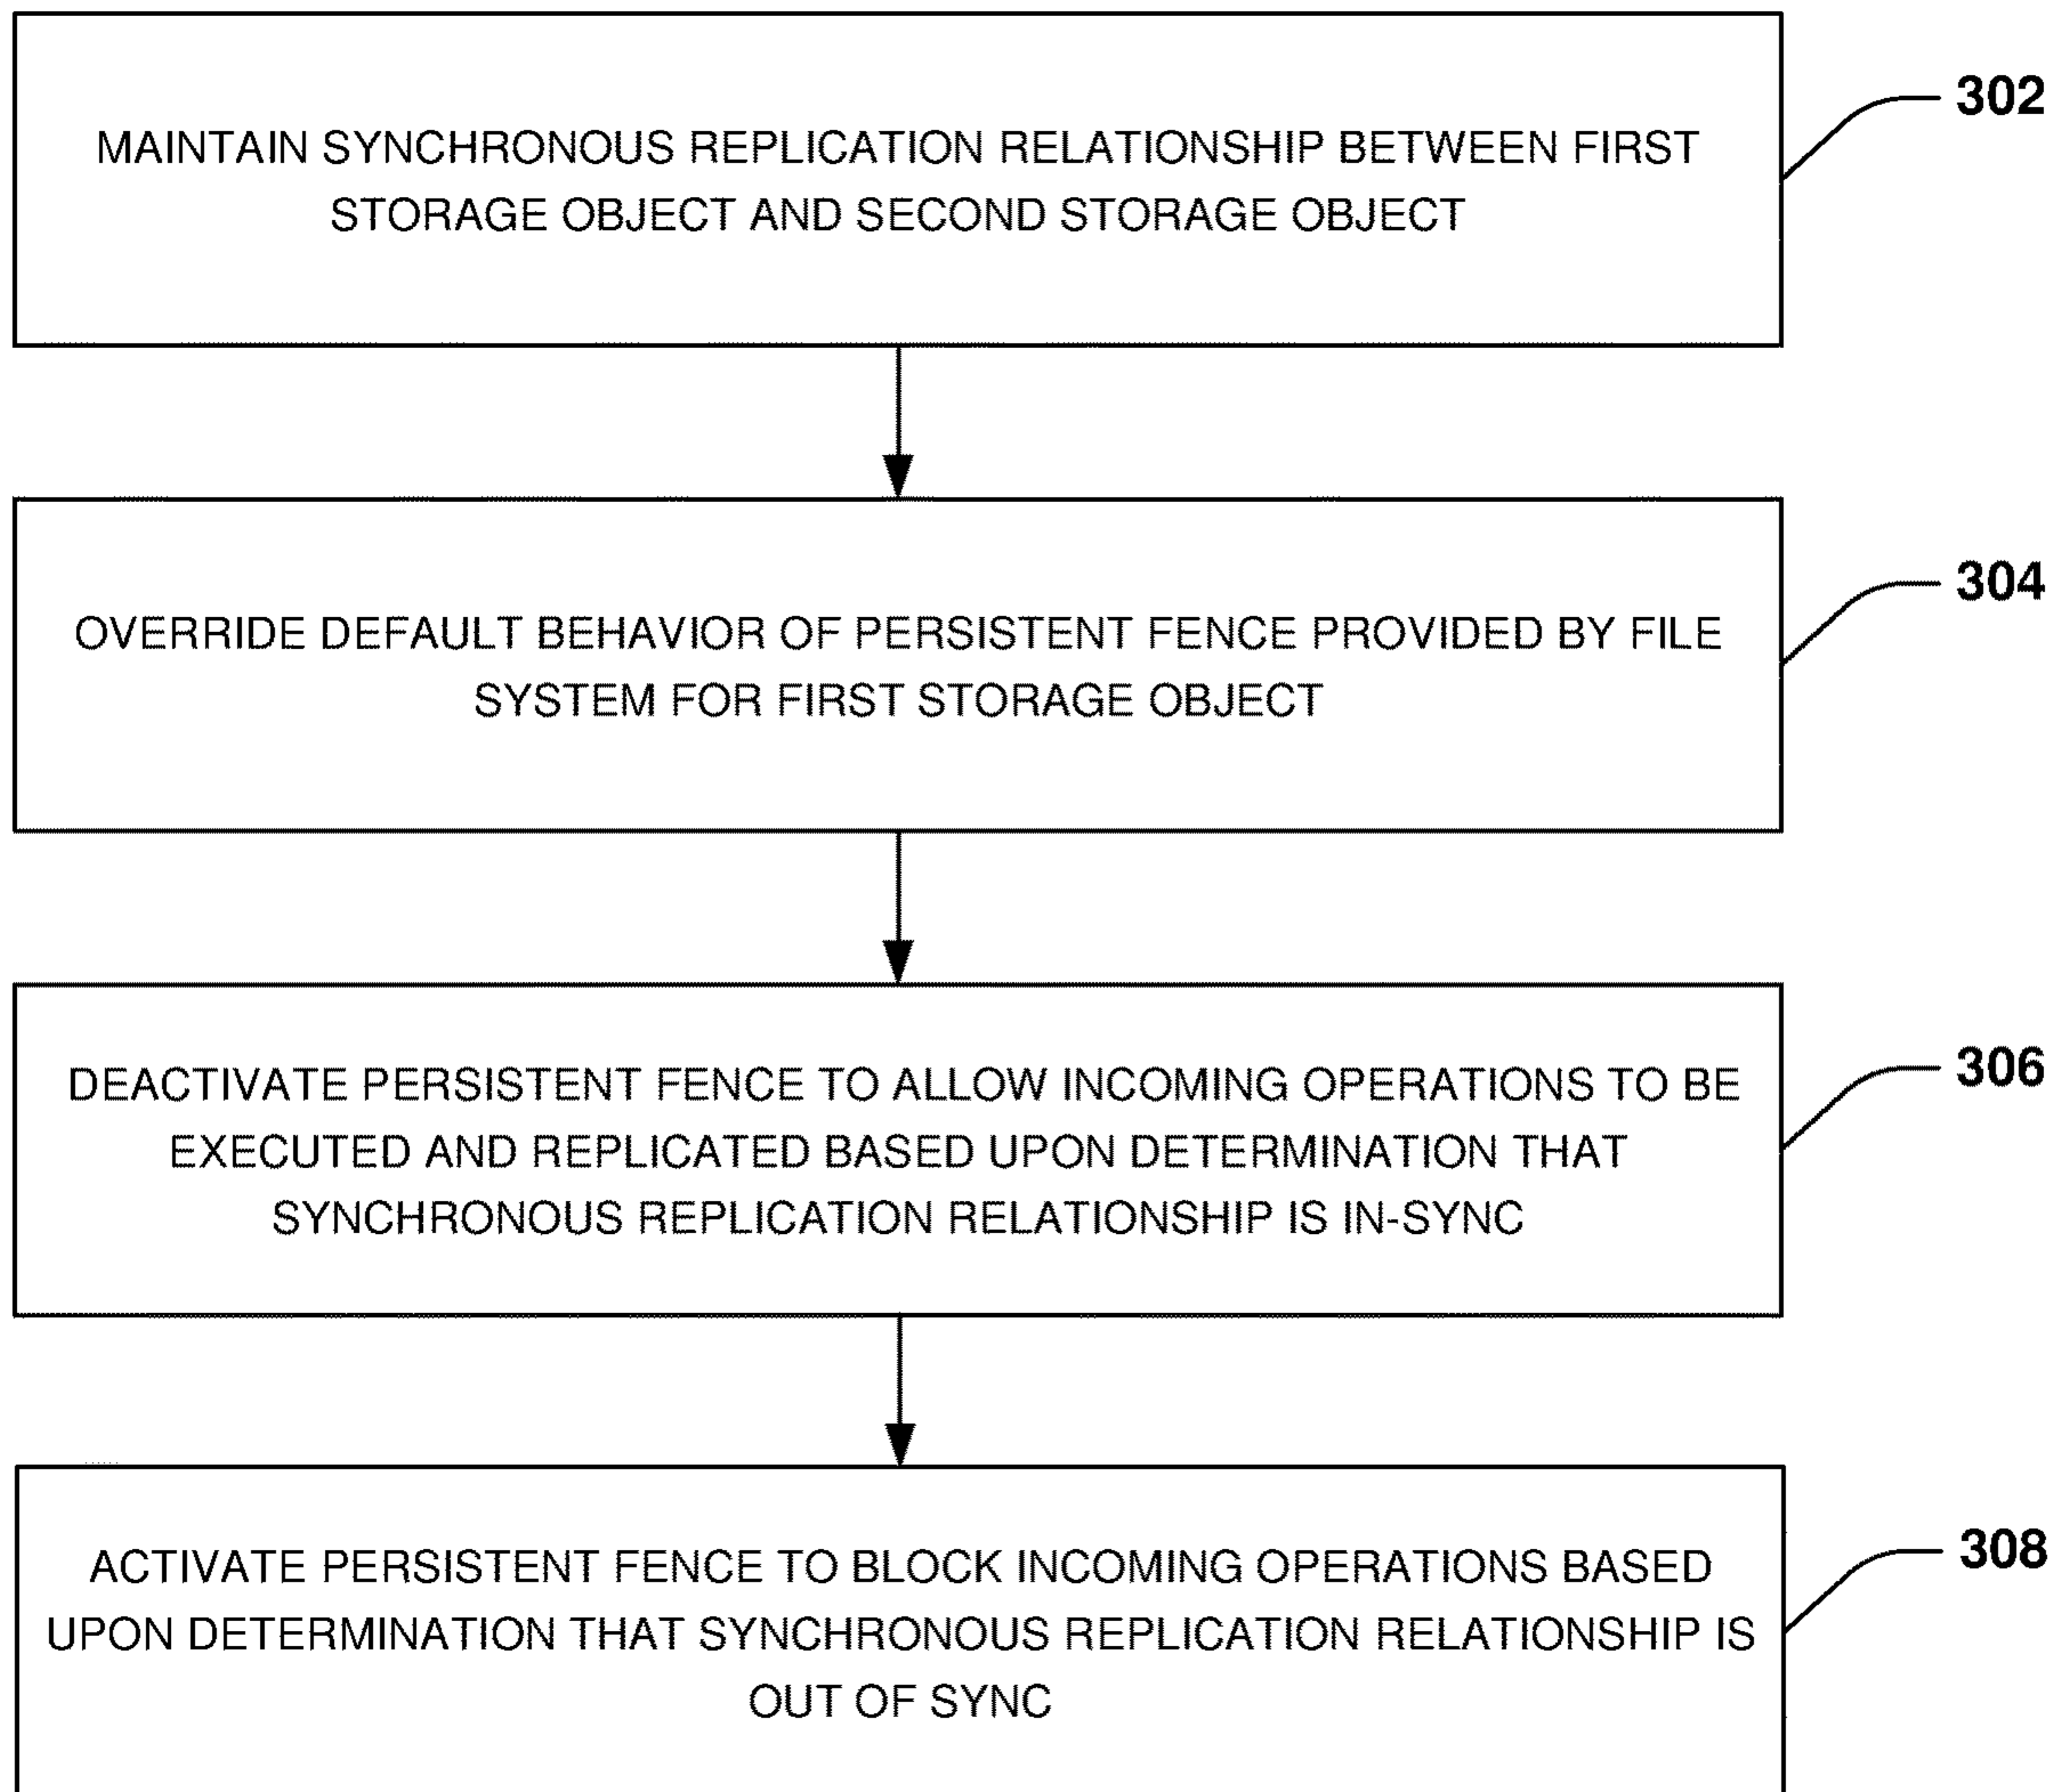 MAINTAIN SYNCHRONOUS REPLICATION RELATIONSHIP BETWEEN FIRST
STORAGE OBJECT AND SECOND STORAGE OBJECT
302
OVERRIDE DEFAULT BEHAVIOR OF PERSISTENT FENCE PROVIDED BY FILE
SYSTEM FOR FIRST STORAGE OBJECT
304
DEACTIVATE PERSISTENT FENCE TO ALLOW INCOMING OPERATIONS TO BE
EXECUTED AND REPLICATED BASED UPON DETERMINATION THAT
SYNCHRONOUS REPLICATION RELATIONSHIP IS IN-SYNC
306
ACTIVATE PERSISTENT FENCE TO BLOCK INCOMING OPERATIONS BASED
UPON DETERMINATION THAT SYNCHRONOUS REPLICATION RELATIONSHIP IS
OUT OF SYNC
308